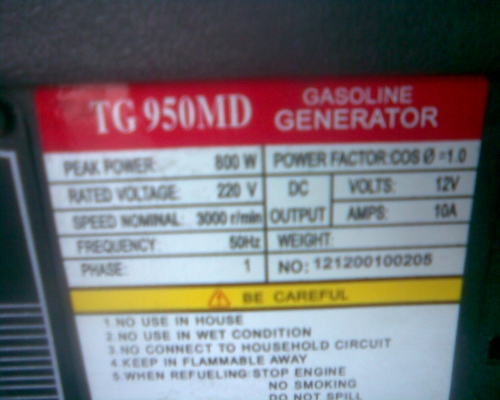 TG 950MD
GASOLINE
GENERATOR
PEAK POWER: 800 W
RATED VOLTAGE: 220 V
SPEED NOMINAL: 3000 r/min
FREQUENCY: 50Hz
PHASE: 1
POWER FACTOR:COS Ø =1.0
DC OUTPUT
VOLTS: 12V
AMPS: 10A
WEIGHT:
NO: 121200100205
BE CAREFUL
1.NO USE IN HOUSE
2.NO USE IN WET CONDITION
3.NO CONNECT TO HOUSEHOLD CIRCUIT
4.KEEP IN FLAMMABLE AWAY
5.WHEN REFUELING:STOP ENGINE
NO SMOKING
DO NOT SPILL